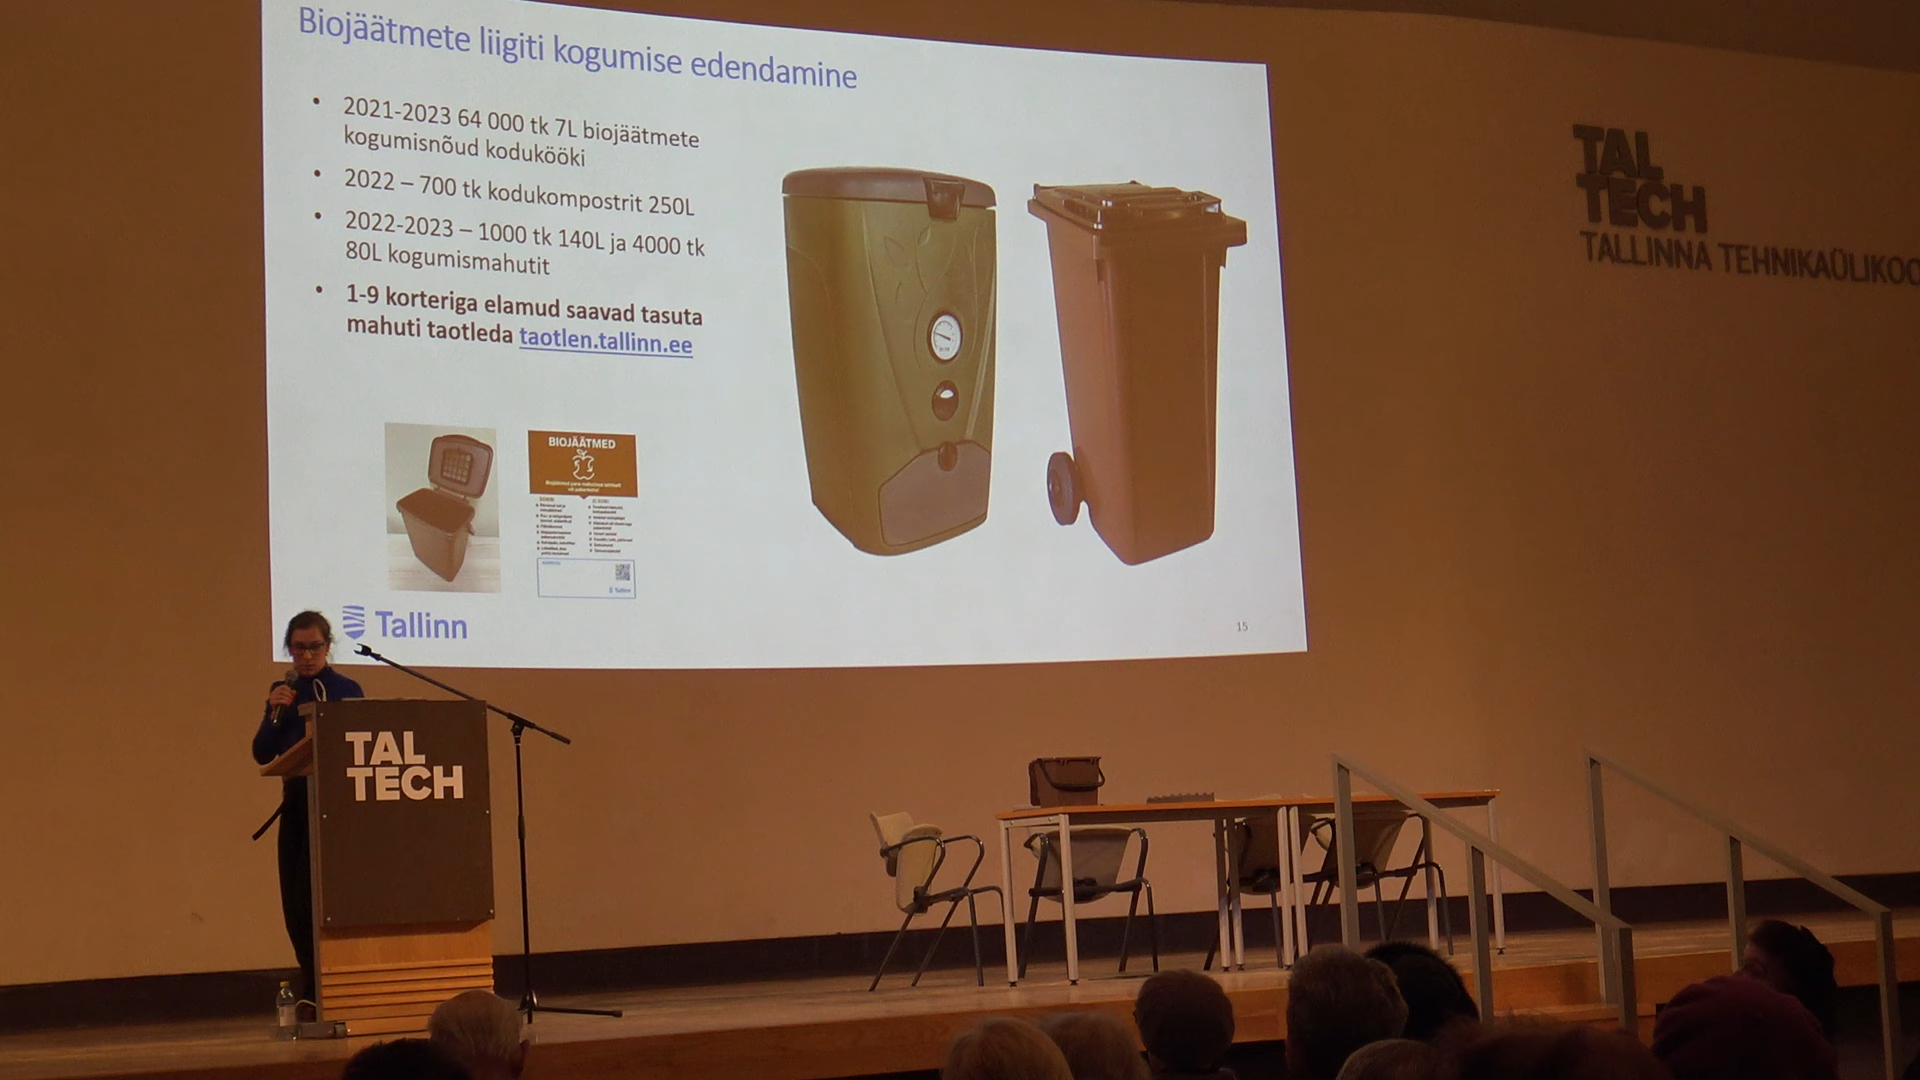 Biojäätmete liigiti kogumise edendamine
• 2021-2023 64 000 tk 7L biojäätmete
kogumisnõud kodukööki
• 2022 – 700 tk kodukompostrit 250L
• 2022-2023 – 1000 tk 140L ja 4000 tk
80L kogumismahutit
• 1-9 korteriga elamud saavad tasuta
mahuti taotleda taotlen.tallinn.ee
BIOJÄÄTMED
Tallinn
Tallinn
15
TAL
TECH
TAL
TECH
TALLINNA TEHNIKAÜLIKOO